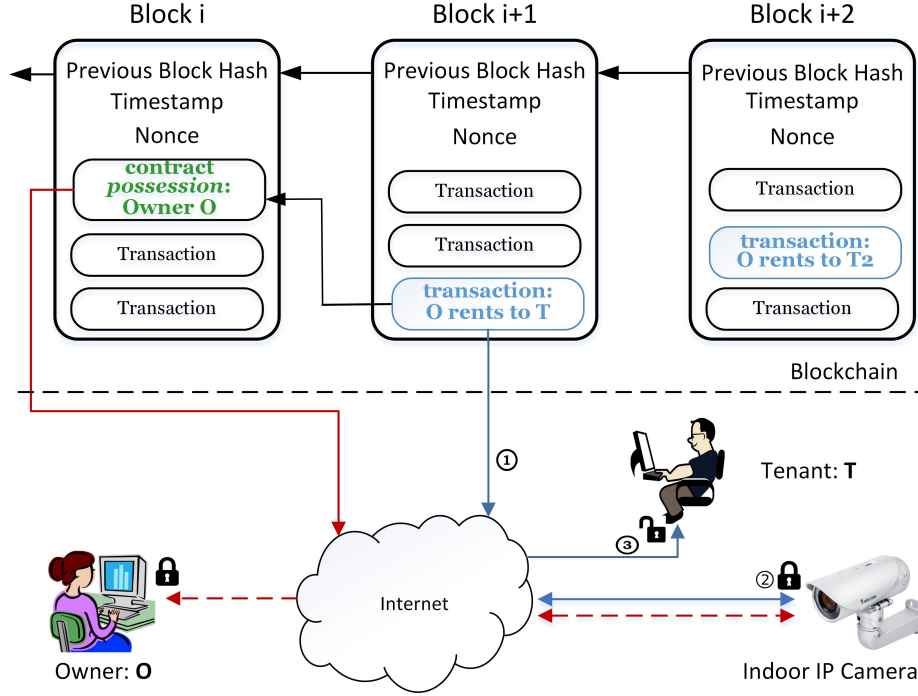 Block i
Block i+1
Block i+2
Previous Block Hash
Timestamp
Nonce
contract
possession:
Owner O
Transaction
Transaction
Previous Block Hash
Timestamp
Nonce
Transaction
Transaction
transaction:
O rents to T
Previous Block Hash
Timestamp
Nonce
Transaction
transaction:
O rents to T2
Transaction
Blockchain
①
Tenant: T
③
②
Internet
Owner: O
Indoor IP Camera